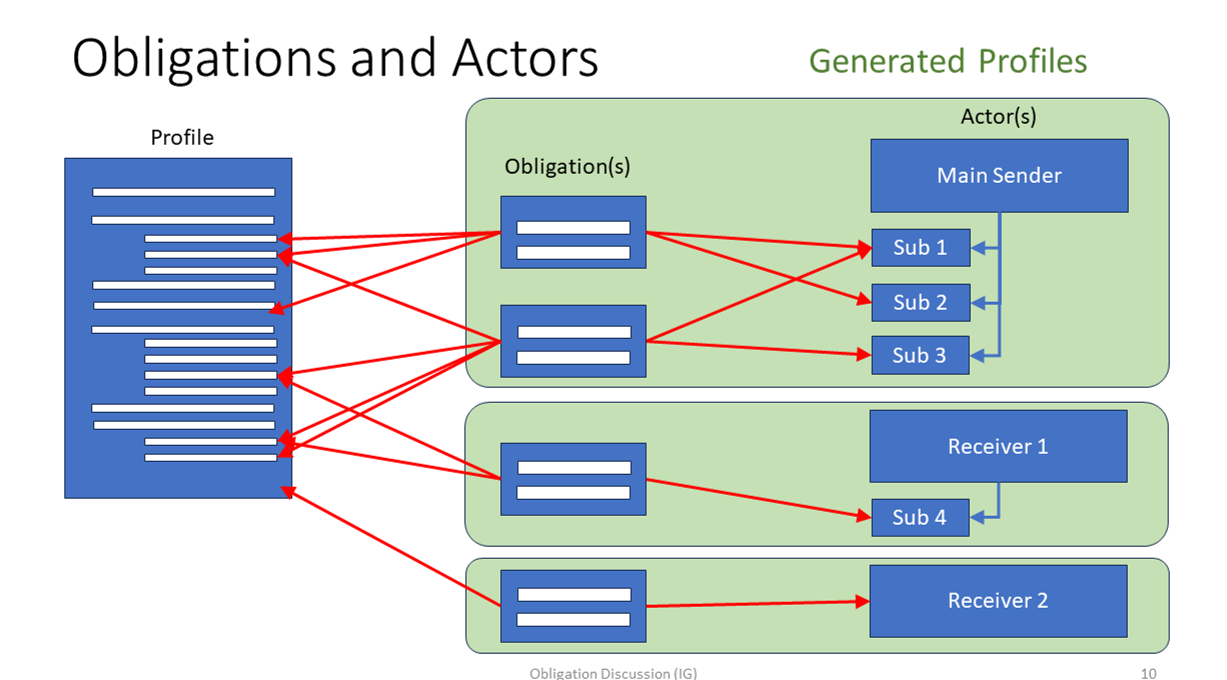 Obligations and Actors
Generated Profiles
Profile
Obligation(s)
Actor(s)
Main Sender
Sub 1
Sub 2
Sub 3
Receiver 1
Sub 4
Receiver 2
Obligation Discussion (IG)
10